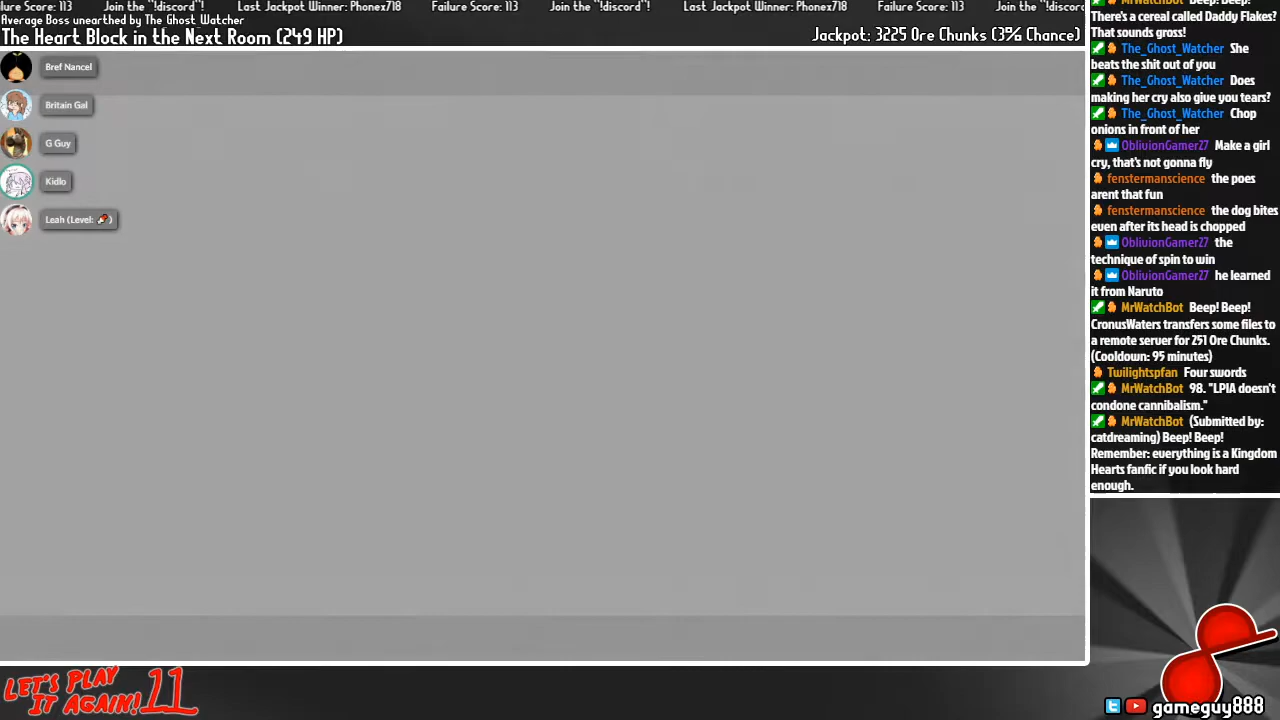 lure Score: 113 Join the "!discord"! Last Jackpot Winner: Phonex718 Failure Score: 113 Join the "!discord"! Last Jackpot Winner: Phonex718 Failure Score: 113 Join the "!discord
Average Boss unearthed by The Ghost Watcher
The Heart Block in the Next Room (249 HP)
Jackpot: 3225 Ore Chunks (3% Chance)
Bref Nancel
Britain Gal
G Guy
Kidlo
Leah (Level: )
MrWatchBot Beep! Beep!
There's a cereal called Daddy Flakes?
That sounds gross!
The_Ghost_Watcher She
beats the shit out of you
The_Ghost_Watcher Does
making her cry also give you tears?
The_Ghost_Watcher Chop
onions in front of her
OblivionGamer27 Make a girl
cry, that's not gonna fly
fenstermanscience the poes
arent that fun
fenstermanscience the dog bites
even after its head is chopped
OblivionGamer27 the
technique of spin to win
OblivionGamer27 he learned
it from Naruto
MrWatchBot Beep! Beep!
CronusWaters transfers some files to
a remote server for 251 Ore Chunks.
(Cooldown: 95 minutes)
Twilightspfan Four swords
MrWatchBot 98. "LPIA doesn't
condone cannibalism."
MrWatchBot (Submitted by:
catdreaming) Beep! Beep!
Remember: everything is a Kingdom
Hearts fanfic if you look hard
enough.
LET'S PLAY
IT AGAIN! 11
gameguy888